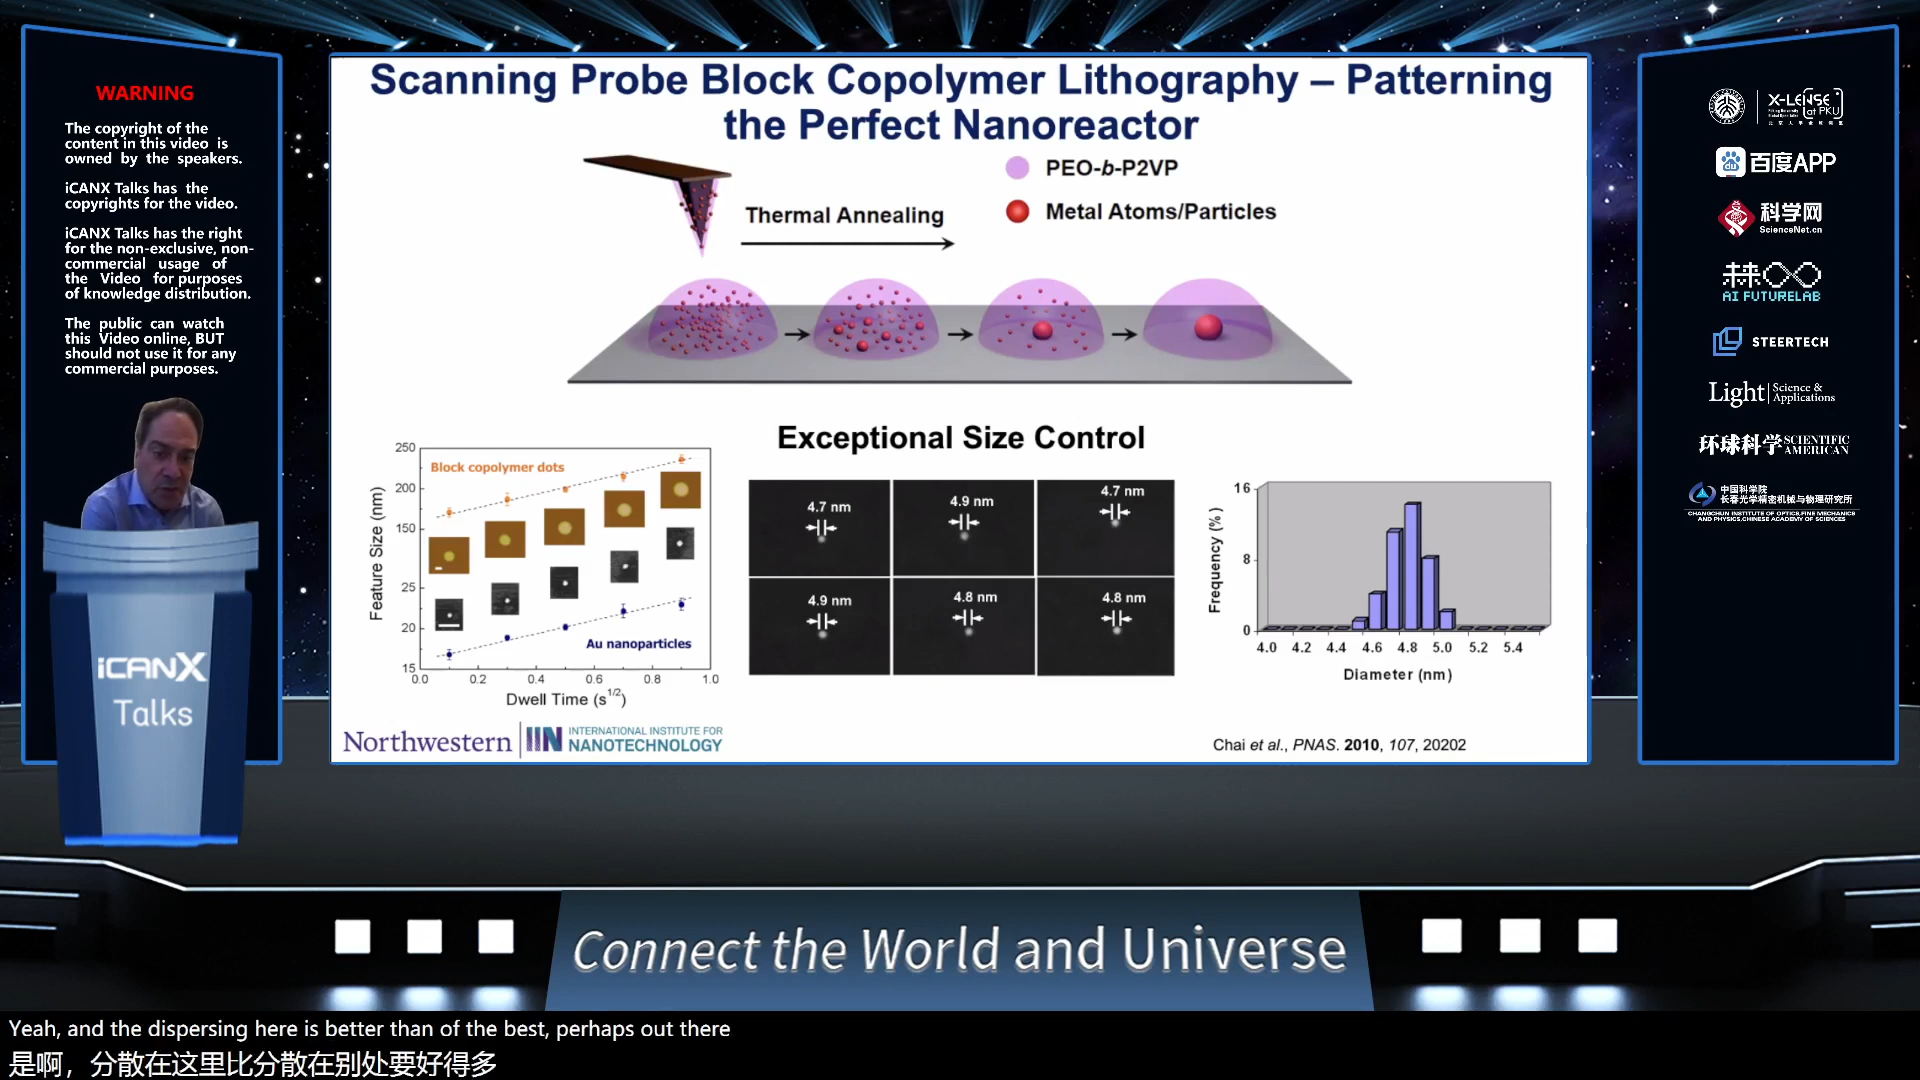 WARNING
The copyright of the
content in this video is
owned by the speakers.
iCANX Talks has the
copyrights for the video.
iCANX Talks has the right
for the non-exclusive, non-
commercial usage of
the Video for purposes
of knowledge distribution.
The public can watch
this Video online, BUT
should not use it for any
commercial purposes.
iCANX
Talks
Scanning Probe Block Copolymer Lithography – Patterning
the Perfect Nanoreactor
Thermal Annealing
PEO-b-P2VP
Metal Atoms/Particles
Exceptional Size Control
Feature Size (nm)
250
200
150
25
20
15
Block copolymer dots
Au nanoparticles
0.0 0.2 0.4 0.6 0.8 1.0
Dwell Time (s1/2)
4.7 nm
4.9 nm
4.7 nm
4.9 nm
4.8 nm
4.8 nm
Frequency (%)
16
8
0
4.0 4.2 4.4 4.6 4.8 5.0 5.2 5.4
Diameter (nm)
Northwestern
IIN
INTERNATIONAL INSTITUTE FOR
NANOTECHNOLOGY
Chai et al., PNAS. 2010, 107, 20202
X-LENSE
at PKU
百度APP
科学网
ScienceNet.cn
AI FUTURELAB
STEERTECH
Light Science &
Applications
环球科学 SCIENTIFIC
AMERICAN
中国科学院
长春光学精密机械与物理研究所
CHANGCHUN INSTITUTE OF OPTICS,FINE MECHANICS
AND PHYSICS,CHINESE ACADEMY OF SCIENCES
Connect the World and Universe
Yeah, and the dispersing here is better than of the best, perhaps out there
是啊，分散在这里比分散在别处要好得多